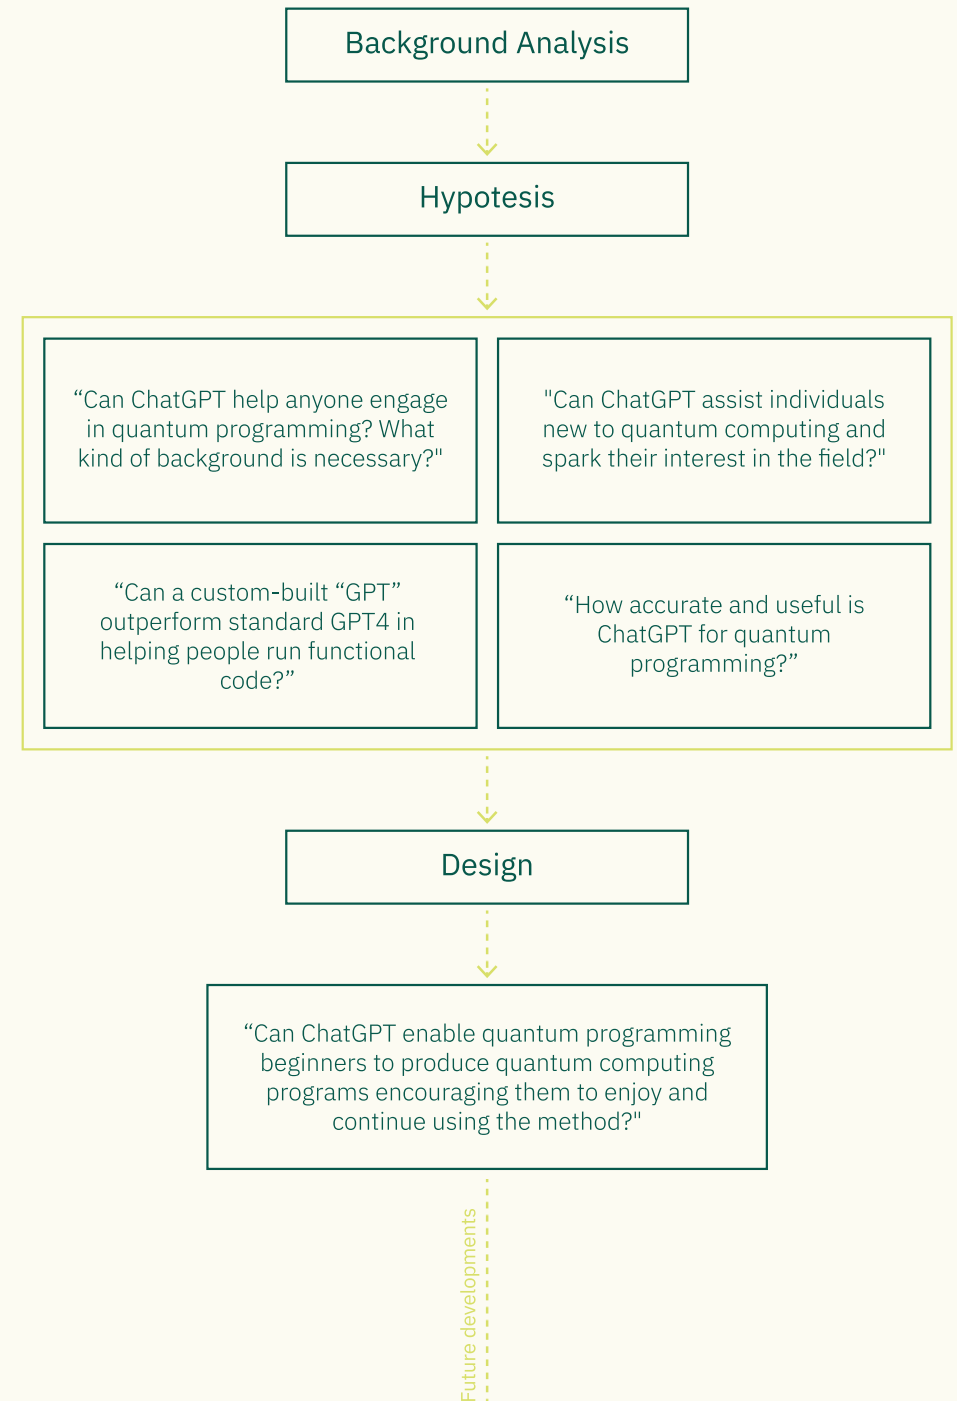 Background Analysis
Hypotesis
“Can ChatGPT help anyone engage
in quantum programming? What
kind of background is necessary?"
"Can ChatGPT assist individuals
new to quantum computing and
spark their interest in the field?"
“Can a custom-built “GPT”
outperform standard GPT4 in
helping people run functional
code?”
“How accurate and useful is
ChatGPT for quantum
programming?”
Design
“Can ChatGPT enable quantum programming
beginners to produce quantum computing
programs encouraging them to enjoy and
continue using the method?"
Future developments